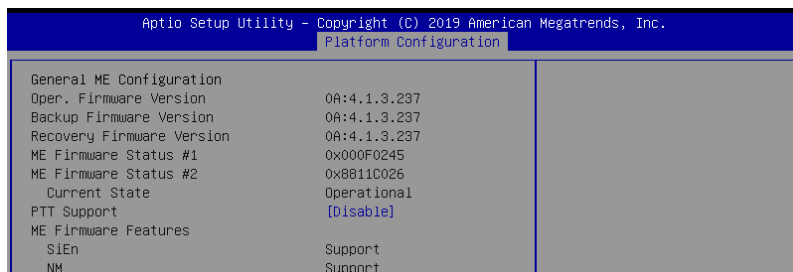 Aptio Setup Utility – Copyright (C) 2019 American Megatrends, Inc.
Platform Configuration
General ME Configuration
Oper. Firmware Version 0A:4.1.3.237
Backup Firmware Version 0A:4.1.3.237
Recovery Firmware Version 0A:4.1.3.237
ME Firmware Status #1 0x000F0245
ME Firmware Status #2 0x8811C026
Current State Operational
PTT Support [Disable]
ME Firmware Features
SiEn Support
NM Support